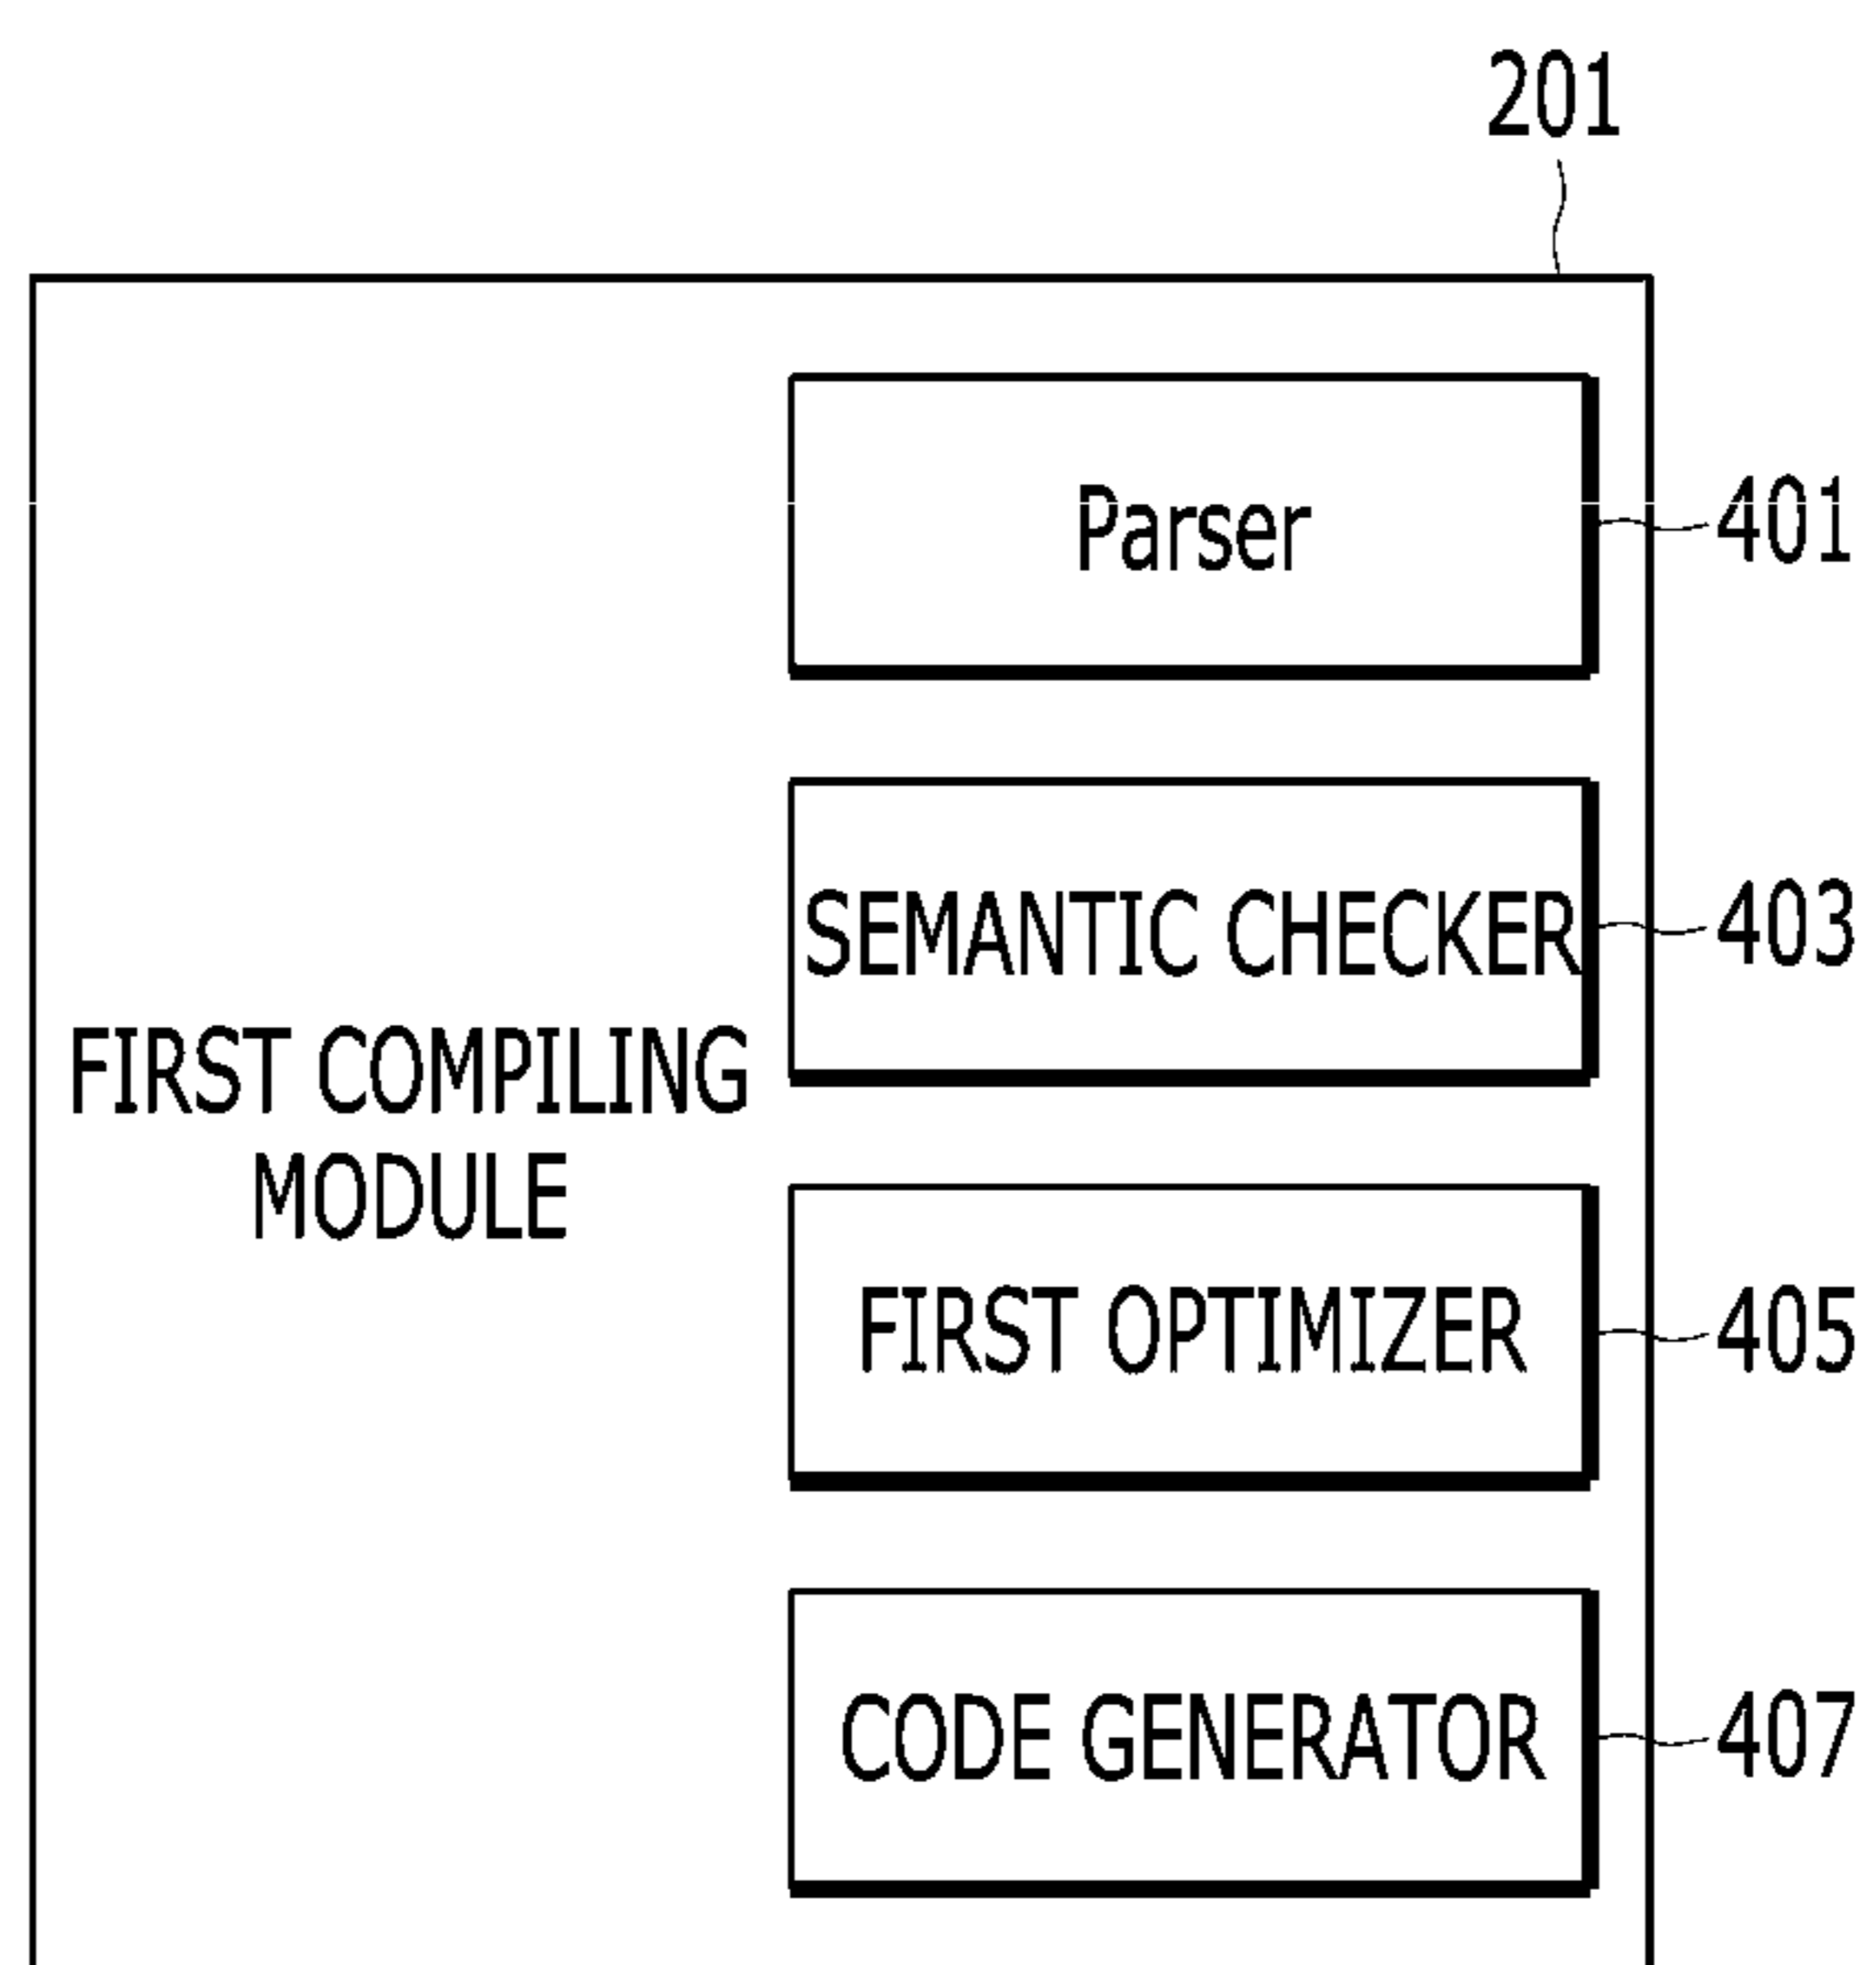 201
Parser
401
SEMANTIC CHECKER
403
FIRST COMPILING
MODULE
FIRST OPTIMIZER
405
CODE GENERATOR
407